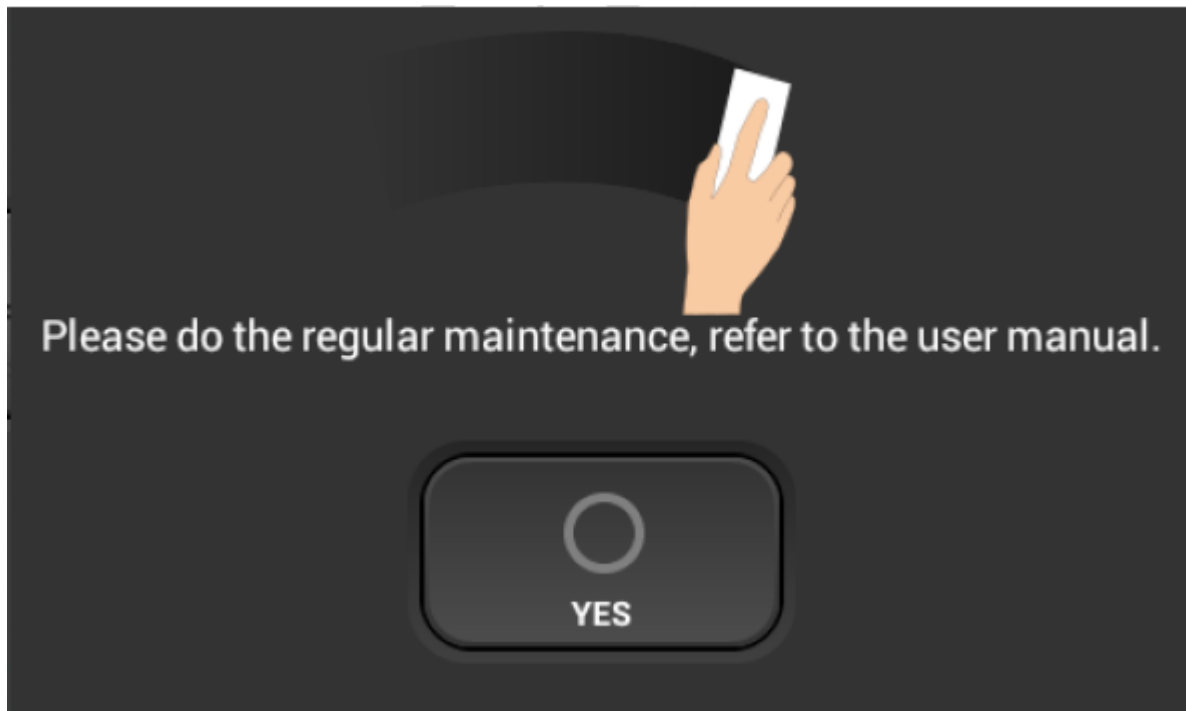 Please do the regular maintenance, refer to the user manual.
YES